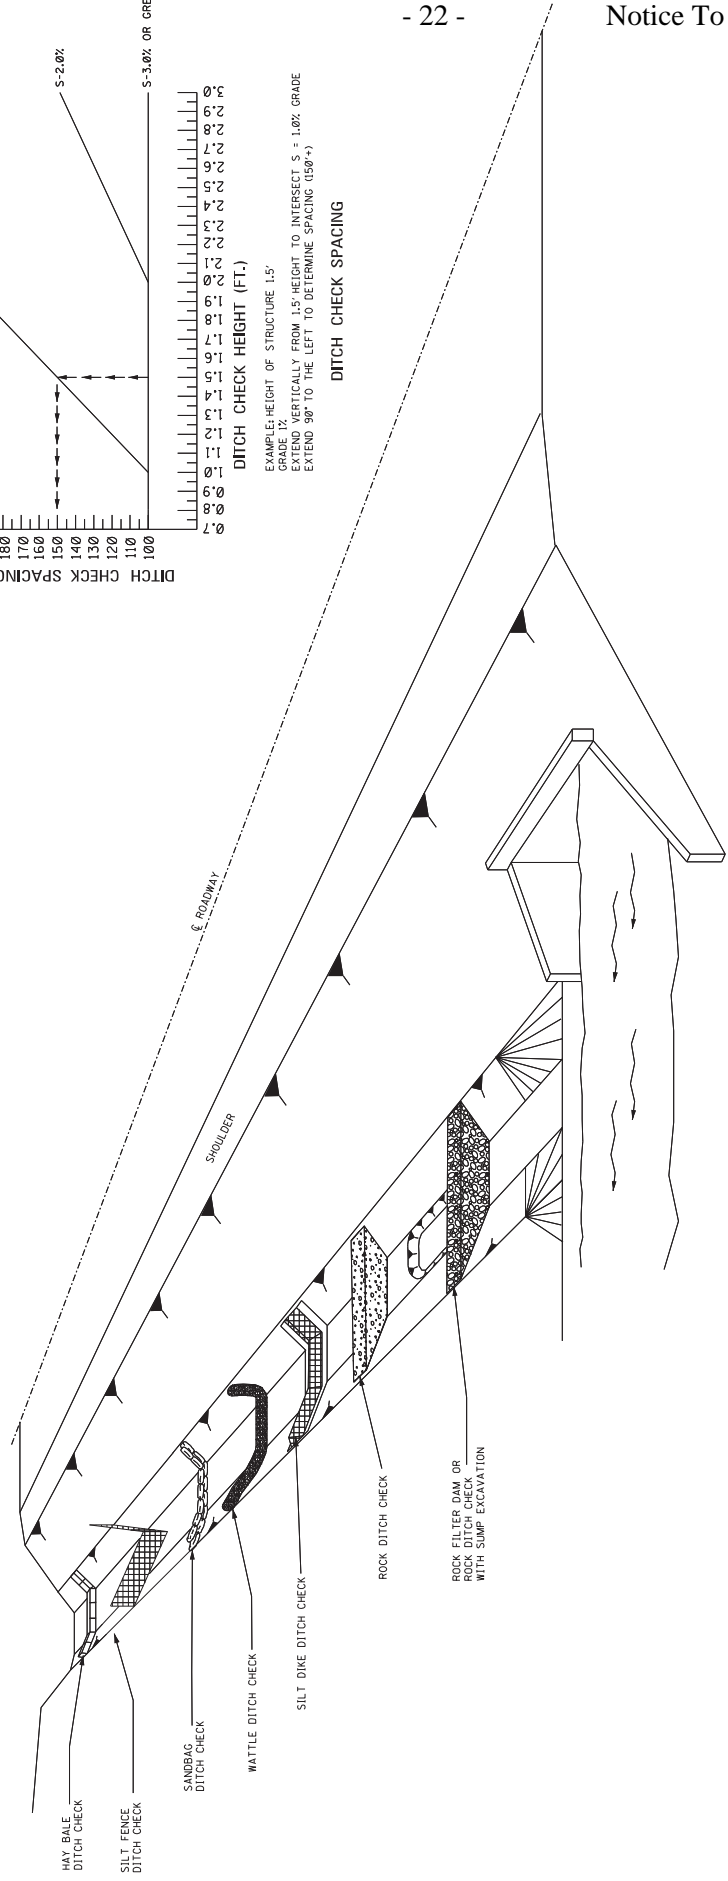 - 22 -
Notice To
S-2.0%
S-3.0% OR GRE
180
170
160
150
140
130
120
110
100
DITCH CHECK SPACING
0.7
0.8
0.9
1.0
1.1
1.2
1.3
1.4
1.5
1.6
1.7
1.8
1.9
2.0
2.1
2.2
2.3
2.4
2.5
2.6
2.7
2.8
2.9
3.0
DITCH CHECK HEIGHT (FT.)
EXAMPLE: HEIGHT OF STRUCTURE 1.5'
GRADE 1%
EXTEND VERTICALLY FROM 1.5' HEIGHT TO INTERSECT S = 1.0% GRADE
EXTEND 90° TO THE LEFT TO DETERMINE SPACING (150'±)
DITCH CHECK SPACING
℄ ROADWAY
SHOULDER
HAY BALE
DITCH CHECK
SILT FENCE
DITCH CHECK
SANDBAG
DITCH CHECK
WATTLE DITCH CHECK
SILT DIKE DITCH CHECK
ROCK DITCH CHECK
ROCK FILTER DAM OR
ROCK DITCH CHECK
WITH SUMP EXCAVATION